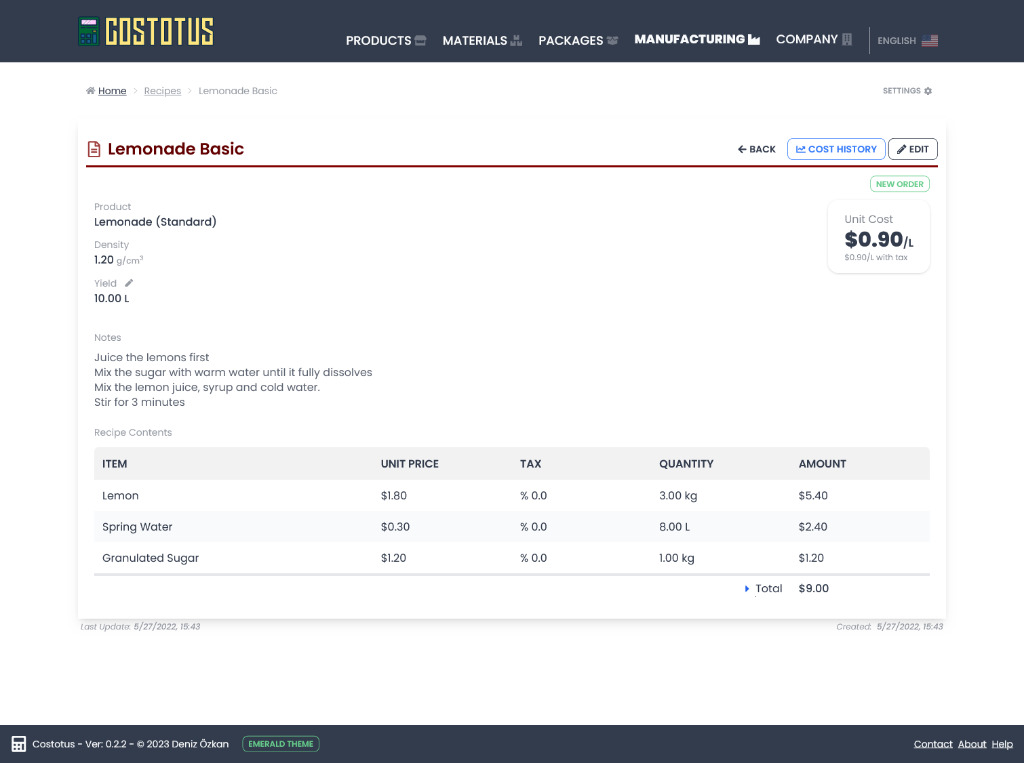 COSTOTUS
PRODUCTS MATERIALS PACKAGES MANUFACTURING COMPANY ENGLISH
Home > Recipes > Lemonade Basic SETTINGS
Lemonade Basic BACK COST HISTORY EDIT
NEW ORDER
Product
Lemonade (Standard)
Unit Cost
$0.90/L
$0.90/L with tax
Density
1.20 g/cm³
Yield
10.00 L
Notes
Juice the lemons first
Mix the sugar with warm water until it fully dissolves
Mix the lemon juice, syrup and cold water.
Stir for 3 minutes
Recipe Contents
ITEM UNIT PRICE TAX QUANTITY AMOUNT
Lemon $1.80 % 0.0 3.00 kg $5.40
Spring Water $0.30 % 0.0 8.00 L $2.40
Granulated Sugar $1.20 % 0.0 1.00 kg $1.20
Total $9.00
Last Update: 5/27/2022, 15:43 Created: 5/27/2022, 15:43
Costotus - Ver: 0.2.2 - © 2023 Deniz Özkan EMERALD THEME Contact About Help